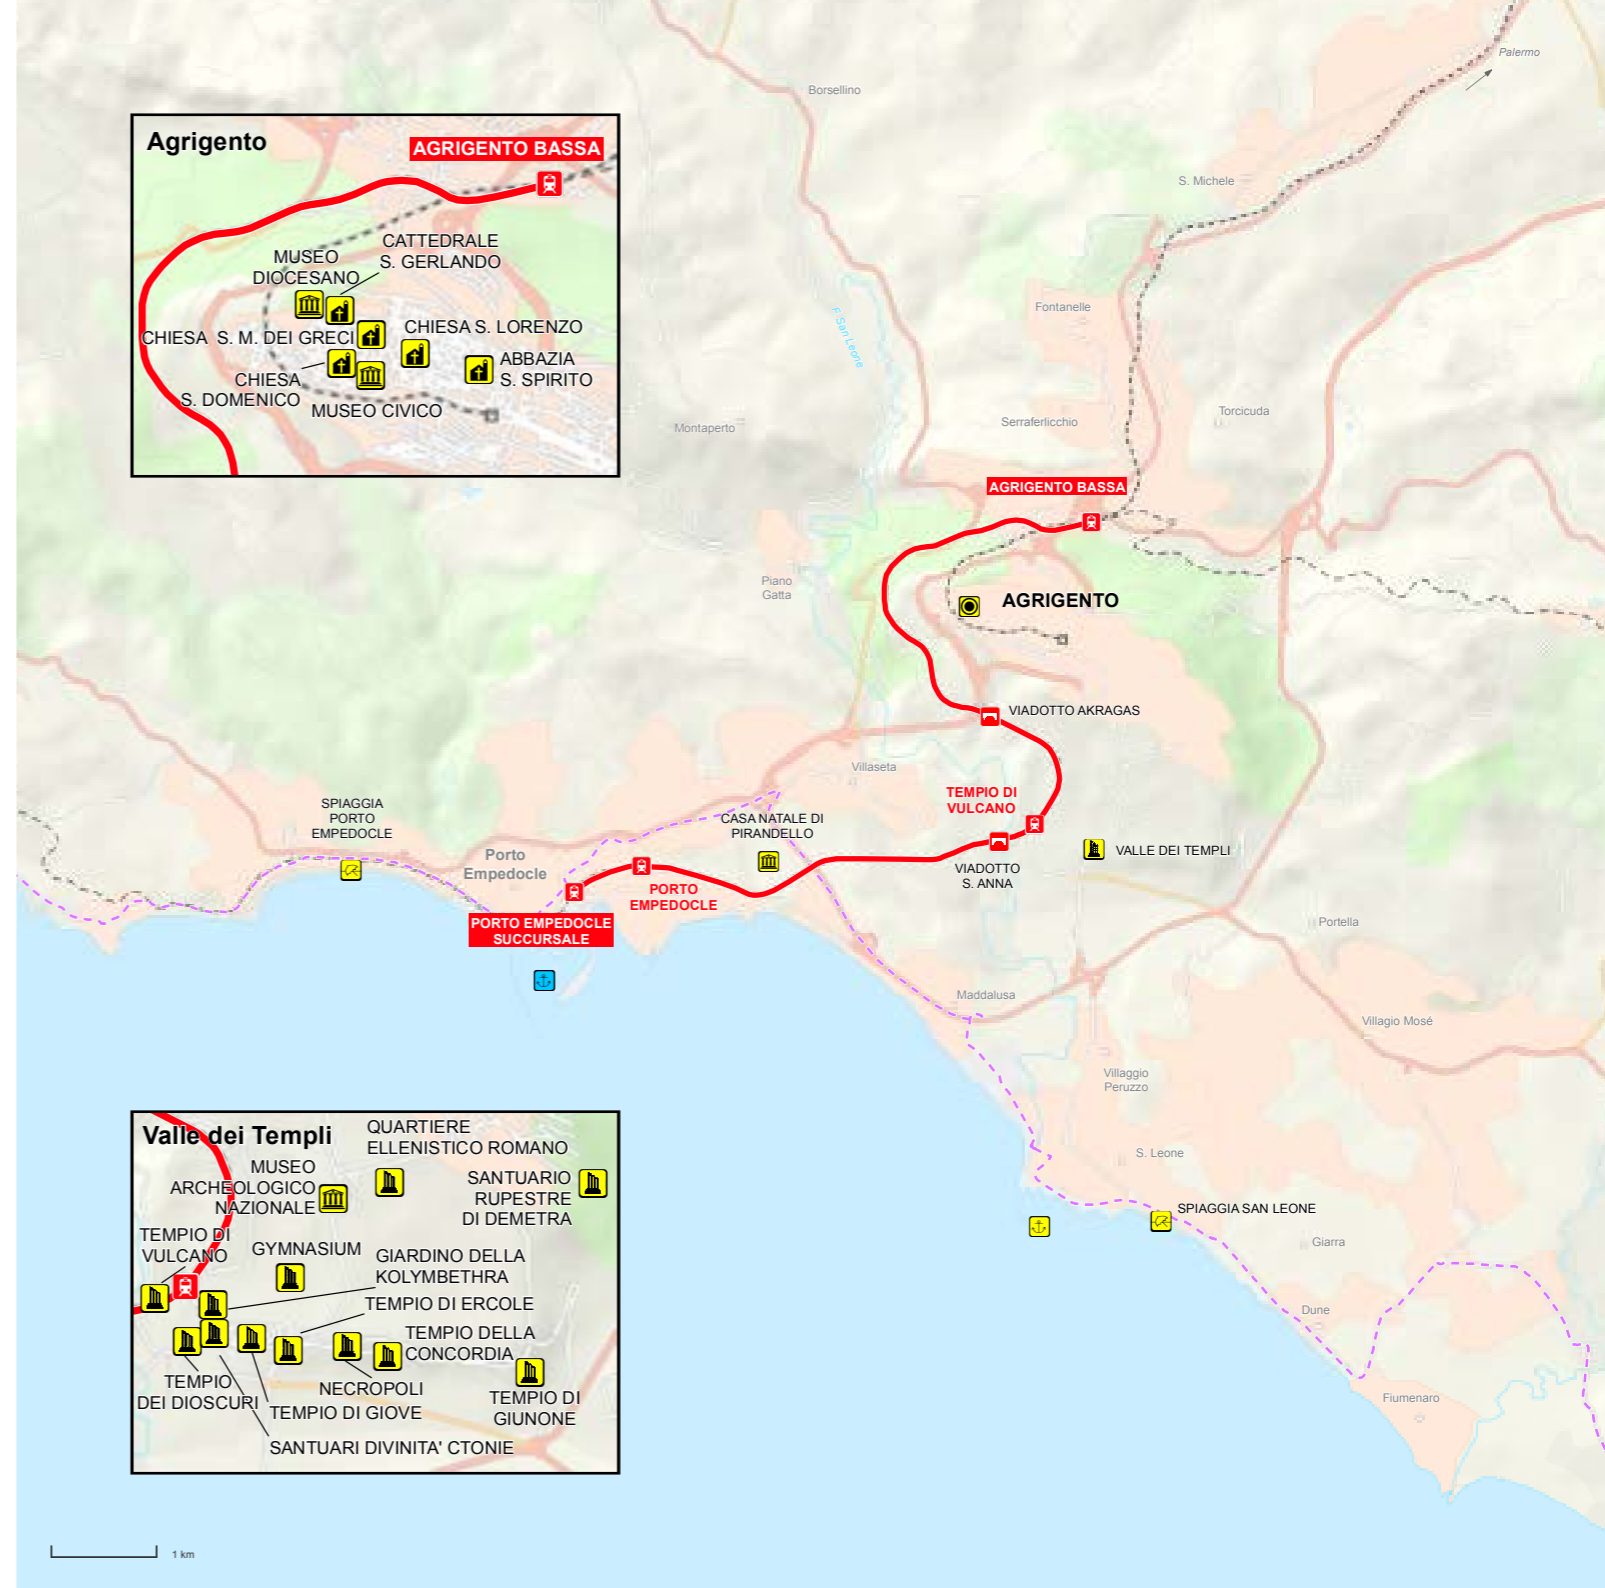 Palermo
Borsellino
Agrigento
AGRIGENTO BASSA
CATTEDRALE
S. GERLANDO
MUSEO
DIOCESANO
CHIESA S. M. DEI GRECI
CHIESA S. LORENZO
ABBAZIA
S. SPIRITO
CHIESA
S. DOMENICO
MUSEO CIVICO
S. Michele
Fontanelle
F. San Leone
Montaperto
Serraferlicchio
Torcicuda
AGRIGENTO BASSA
Piano
Gatta
AGRIGENTO
VIADOTTO AKRAGAS
Villaseta
TEMPIO DI
VULCANO
SPIAGGIA
PORTO
EMPEDOCLE
CASA NATALE DI
PIRANDELLO
VALLE DEI TEMPLI
Porto
Empedocle
VIADOTTO
S. ANNA
PORTO
EMPEDOCLE
PORTO EMPEDOCLE
SUCCURSALE
Portella
Maddalusa
Villagio Mosé
Villaggio
Peruzzo
S. Leone
SPIAGGIA SAN LEONE
Giarra
Dune
Fiumenaro
Valle dei Templi
QUARTIERE
ELLENISTICO ROMANO
MUSEO
ARCHEOLOGICO
NAZIONALE
SANTUARIO
RUPESTRE
DI DEMETRA
TEMPIO DI
VULCANO
GYMNASIUM
GIARDINO DELLA
KOLYMBETHRA
TEMPIO DI ERCOLE
TEMPIO DELLA
CONCORDIA
TEMPIO
DEI DIOSCURI
NECROPOLI
TEMPIO DI GIOVE
TEMPIO DI
GIUNONE
SANTUARI DIVINITA' CTONIE
1 km